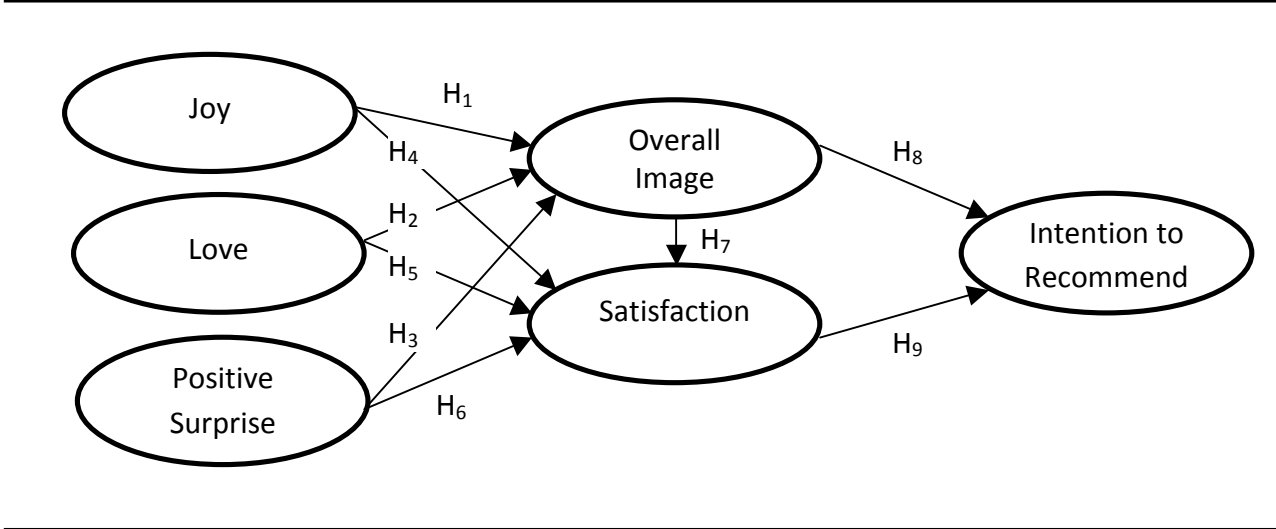 Joy
Love
Positive
Surprise
H₁
H₄
H₂
H₅
H₃
H₆
Overall
Image
H₇
Satisfaction
H₈
H₉
Intention to
Recommend